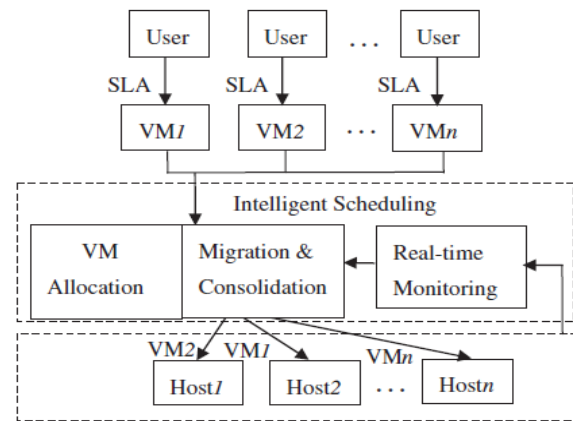 User User ... User
SLA SLA SLA
VM1 VM2 ... VMn
Intelligent Scheduling
VM Allocation
Migration & Consolidation
Real-time Monitoring
VM2 VM1 VMn
Host1 Host2 ... Hostn